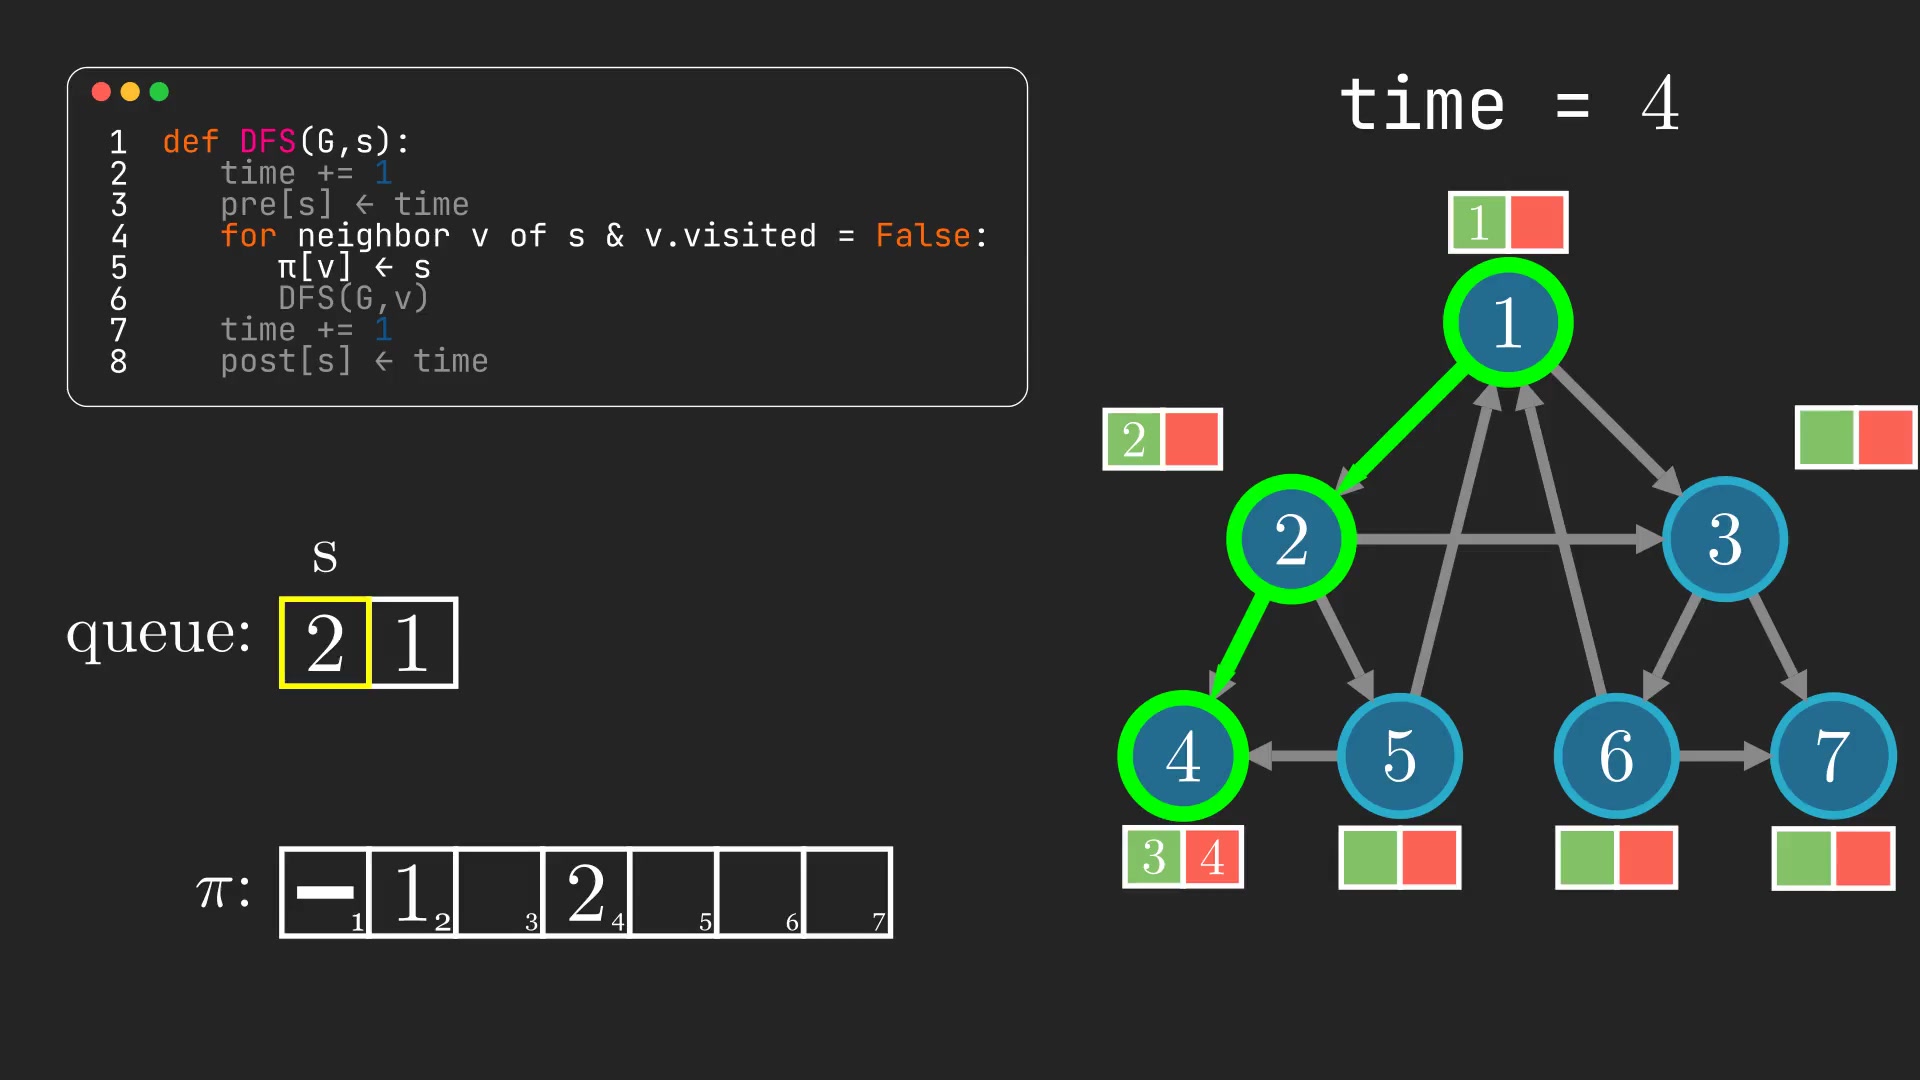 1 def DFS(G,s):
2 time += 1
3 pre[s] ← time
4 for neighbor v of s & v.visited = False:
5 π[v] ← s
6 DFS(G,v)
7 time += 1
8 post[s] ← time
time = 4
1
1
2
2
3
s
queue: 2 1
4
5
6
7
3 4
π: − 1 1 2 3 2 4 5 6 7